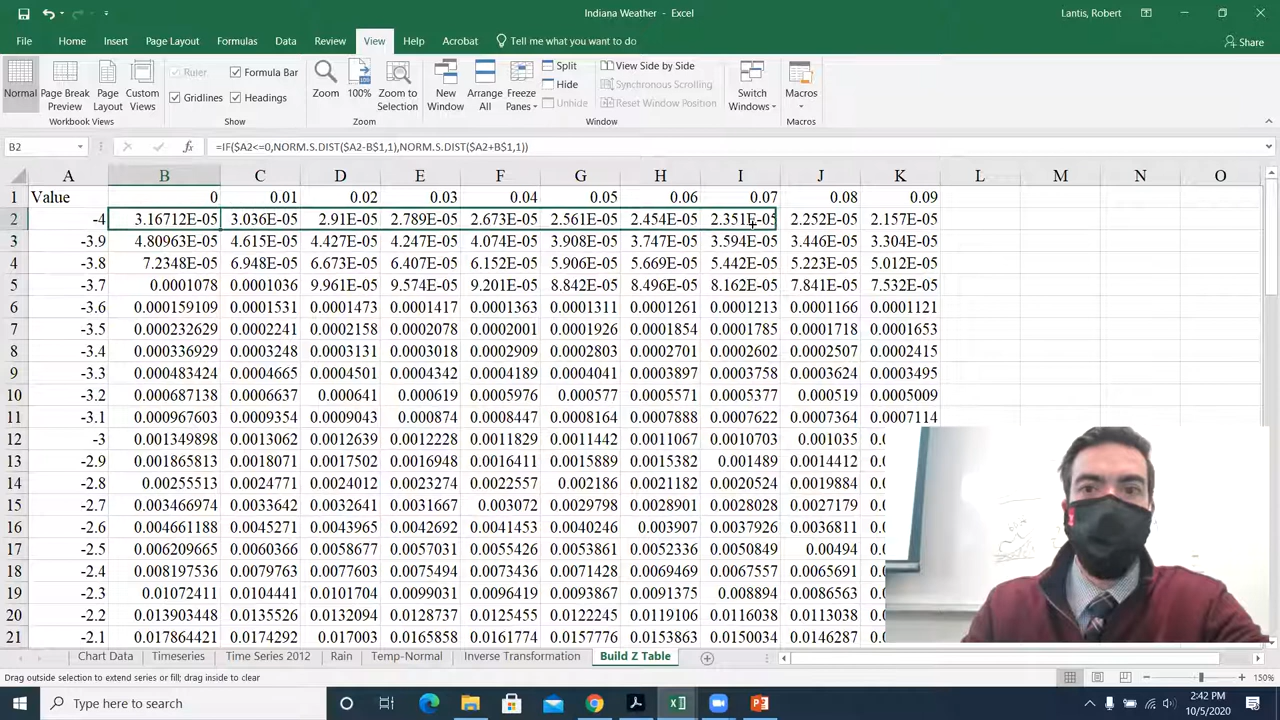 Indiana Weather - Excel
Lantis, Robert
File Home Insert Page Layout Formulas Data Review View Help Acrobat Tell me what you want to do Share
Normal Page Break Preview Page Layout Custom Views
Ruler Formula Bar
Gridlines Headings
Zoom 100% Zoom to Selection
New Window Arrange All Freeze Panes
Split
Hide
Unhide
View Side by Side
Synchronous Scrolling
Reset Window Position
Switch Windows Macros
Workbook Views Show Zoom Window Macros
B2 fx =IF($A2<=0,NORM.S.DIST($A2-B$1,1),NORM.S.DIST($A2+B$1,1))
A B C D E F G H I J K L M N O
1 Value 0 0.01 0.02 0.03 0.04 0.05 0.06 0.07 0.08 0.09
2 -4 3.16712E-05 3.036E-05 2.91E-05 2.789E-05 2.673E-05 2.561E-05 2.454E-05 2.351E-05 2.252E-05 2.157E-05
3 -3.9 4.80963E-05 4.615E-05 4.427E-05 4.247E-05 4.074E-05 3.908E-05 3.747E-05 3.594E-05 3.446E-05 3.304E-05
4 -3.8 7.2348E-05 6.948E-05 6.673E-05 6.407E-05 6.152E-05 5.906E-05 5.669E-05 5.442E-05 5.223E-05 5.012E-05
5 -3.7 0.0001078 0.0001036 9.961E-05 9.574E-05 9.201E-05 8.842E-05 8.496E-05 8.162E-05 7.841E-05 7.532E-05
6 -3.6 0.000159109 0.0001531 0.0001473 0.0001417 0.0001363 0.0001311 0.0001261 0.0001213 0.0001166 0.0001121
7 -3.5 0.000232629 0.0002241 0.0002158 0.0002078 0.0002001 0.0001926 0.0001854 0.0001785 0.0001718 0.0001653
8 -3.4 0.000336929 0.0003248 0.0003131 0.0003018 0.0002909 0.0002803 0.0002701 0.0002602 0.0002507 0.0002415
9 -3.3 0.000483424 0.0004665 0.0004501 0.0004342 0.0004189 0.0004041 0.0003897 0.0003758 0.0003624 0.0003495
10 -3.2 0.000687138 0.0006637 0.000641 0.000619 0.0005976 0.000577 0.0005571 0.0005377 0.000519 0.0005009
11 -3.1 0.000967603 0.0009354 0.0009043 0.000874 0.0008447 0.0008164 0.0007888 0.0007622 0.0007364 0.0007114
12 -3 0.001349898 0.0013062 0.0012639 0.0012228 0.0011829 0.0011442 0.0011067 0.0010703 0.001035 0.
13 -2.9 0.001865813 0.0018071 0.0017502 0.0016948 0.0016411 0.0015889 0.0015382 0.001489 0.0014412 0.
14 -2.8 0.00255513 0.0024771 0.0024012 0.0023274 0.0022557 0.002186 0.0021182 0.0020524 0.0019884 0.
15 -2.7 0.003466974 0.0033642 0.0032641 0.0031667 0.003072 0.0029798 0.0028901 0.0028028 0.0027179 0.
16 -2.6 0.004661188 0.0045271 0.0043965 0.0042692 0.0041453 0.0040246 0.003907 0.0037926 0.0036811 0.
17 -2.5 0.006209665 0.0060366 0.0058677 0.0057031 0.0055426 0.0053861 0.0052336 0.0050849 0.00494 0.
18 -2.4 0.008197536 0.0079763 0.0077603 0.0075494 0.0073436 0.0071428 0.0069469 0.0067557 0.0065691 0.
19 -2.3 0.01072411 0.0104441 0.0101704 0.0099031 0.0096419 0.0093867 0.0091375 0.008894 0.0086563 0.
20 -2.2 0.013903448 0.0135526 0.0132094 0.0128737 0.0125455 0.0122245 0.0119106 0.0116038 0.0113038 0.
21 -2.1 0.017864421 0.0174292 0.017003 0.0165858 0.0161774 0.0157776 0.0153863 0.0150034 0.0146287 0.
Chart Data Timeseries Time Series 2012 Rain Temp-Normal Inverse Transformation Build Z Table
Drag outside selection to extend series or fill; drag inside to clear 150%
Type here to search
2:42 PM
10/5/2020